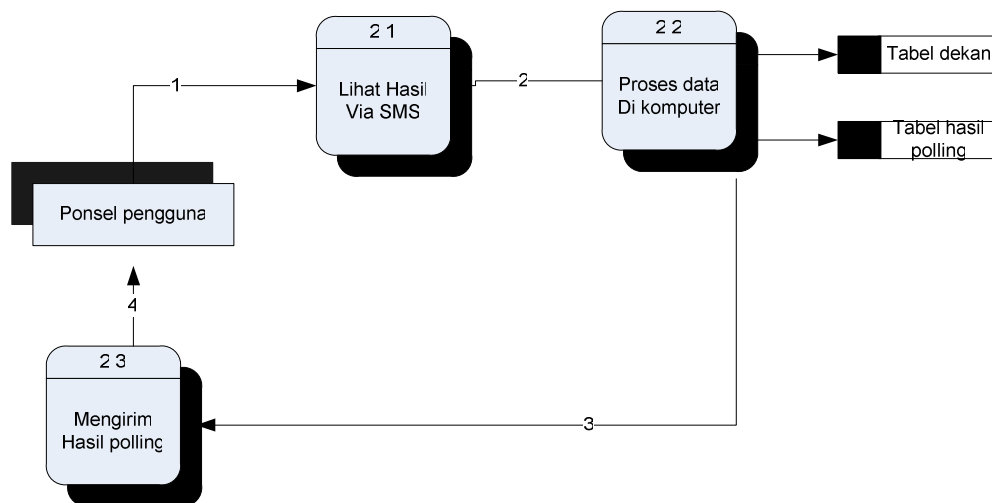 2 1
Lihat Hasil
Via SMS
2 2
Proses data
Di komputer
Tabel dekan
Tabel hasil
polling
1
2
Ponsel pengguna
4
2 3
Mengirim
Hasil polling
3